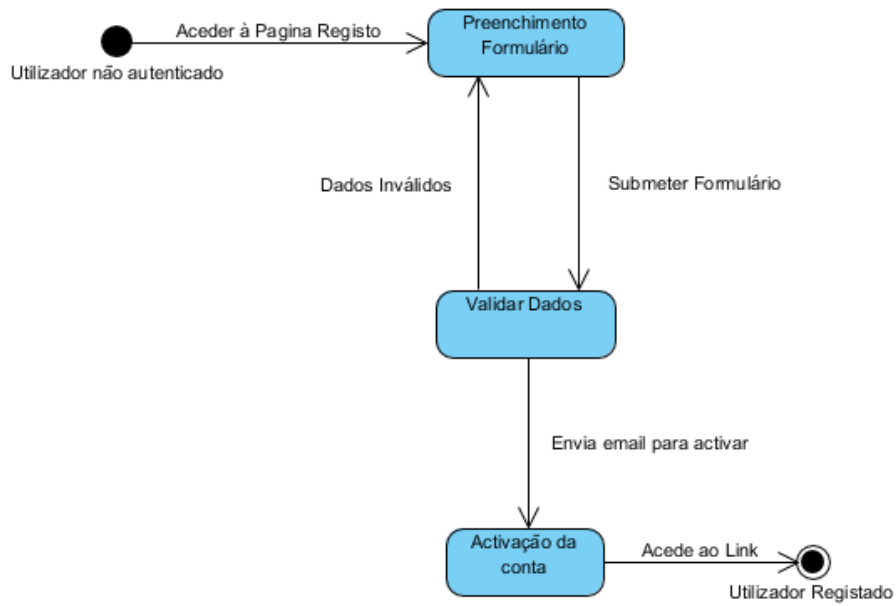 Aceder à Pagina Registo
Preenchimento
Formulário
Utilizador não autenticado
Dados Inválidos
Submeter Formulário
Validar Dados
Envia email para activar
Activação da
conta
Acede ao Link
Utilizador Registado